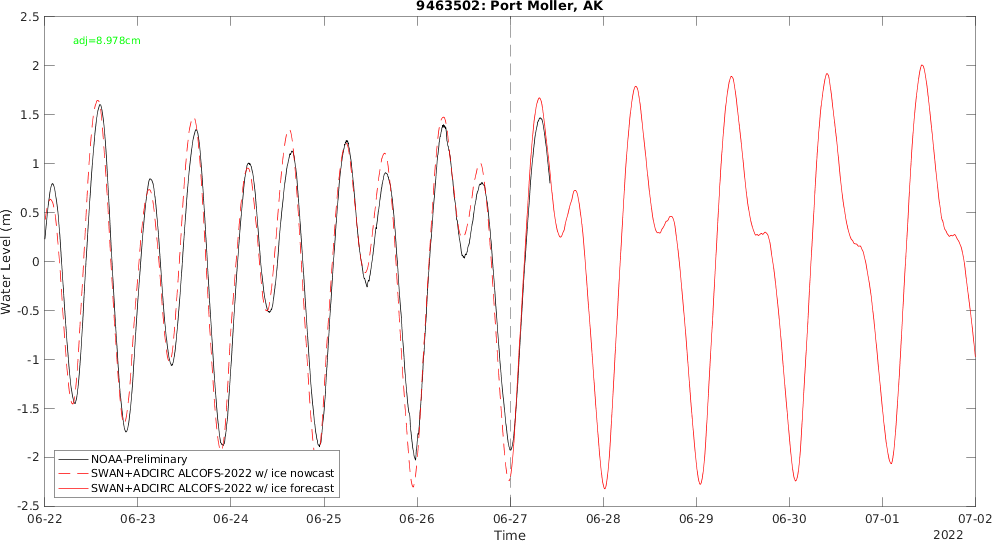 9463502: Port Moller, AK
adj=8.978cm
Water Level (m)
2.5
2
1.5
1
0.5
0
-0.5
-1
-1.5
-2
-2.5
NOAA-Preliminary
SWAN+ADCIRC ALCOFS-2022 w/ ice nowcast
SWAN+ADCIRC ALCOFS-2022 w/ ice forecast
06-22 06-23 06-24 06-25 06-26 06-27 06-28 06-29 06-30 07-01 07-02
Time
2022